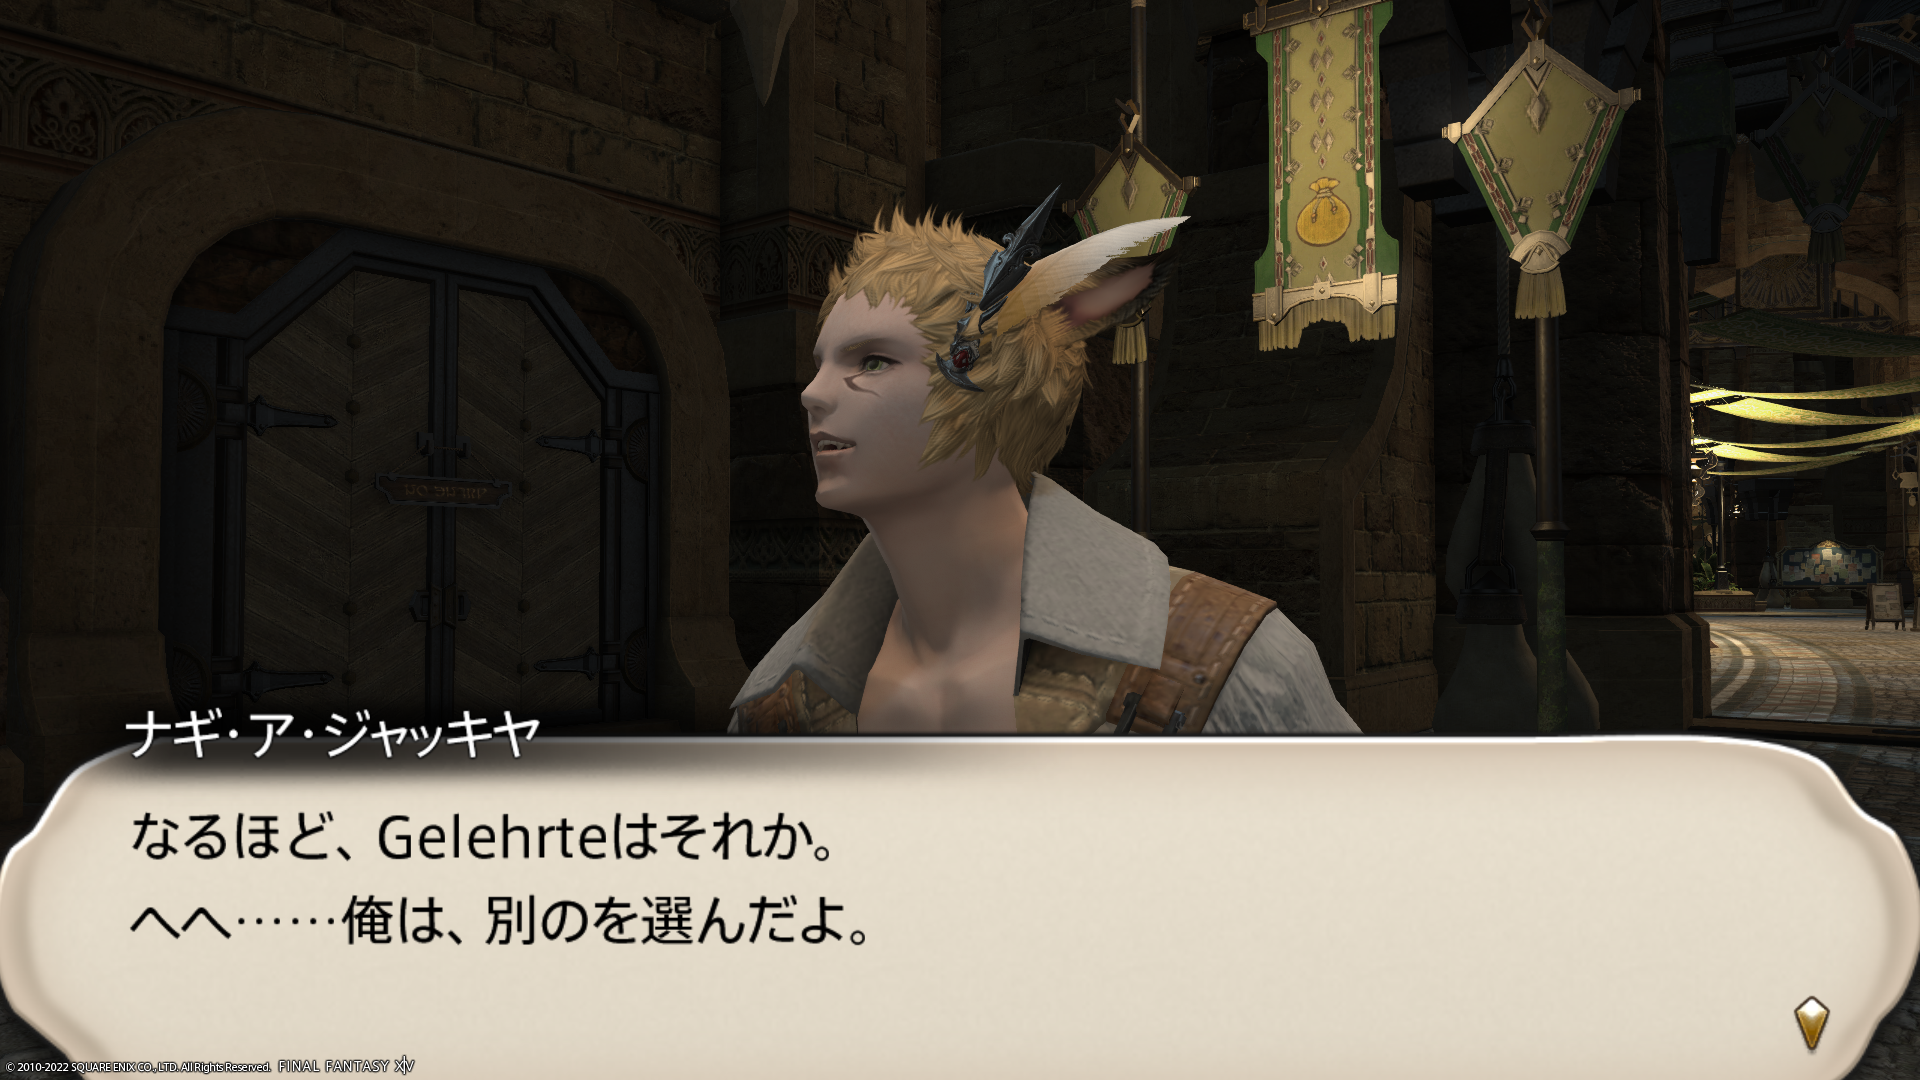 ナギ・ア・ジャッキヤ
なるほど、Gelehrteはそれか。
へへ……俺は、別のを選んだよ。
© 2010-2022 SQUARE ENIX CO., LTD. All Rights Reserved. FINAL FANTASY XIV